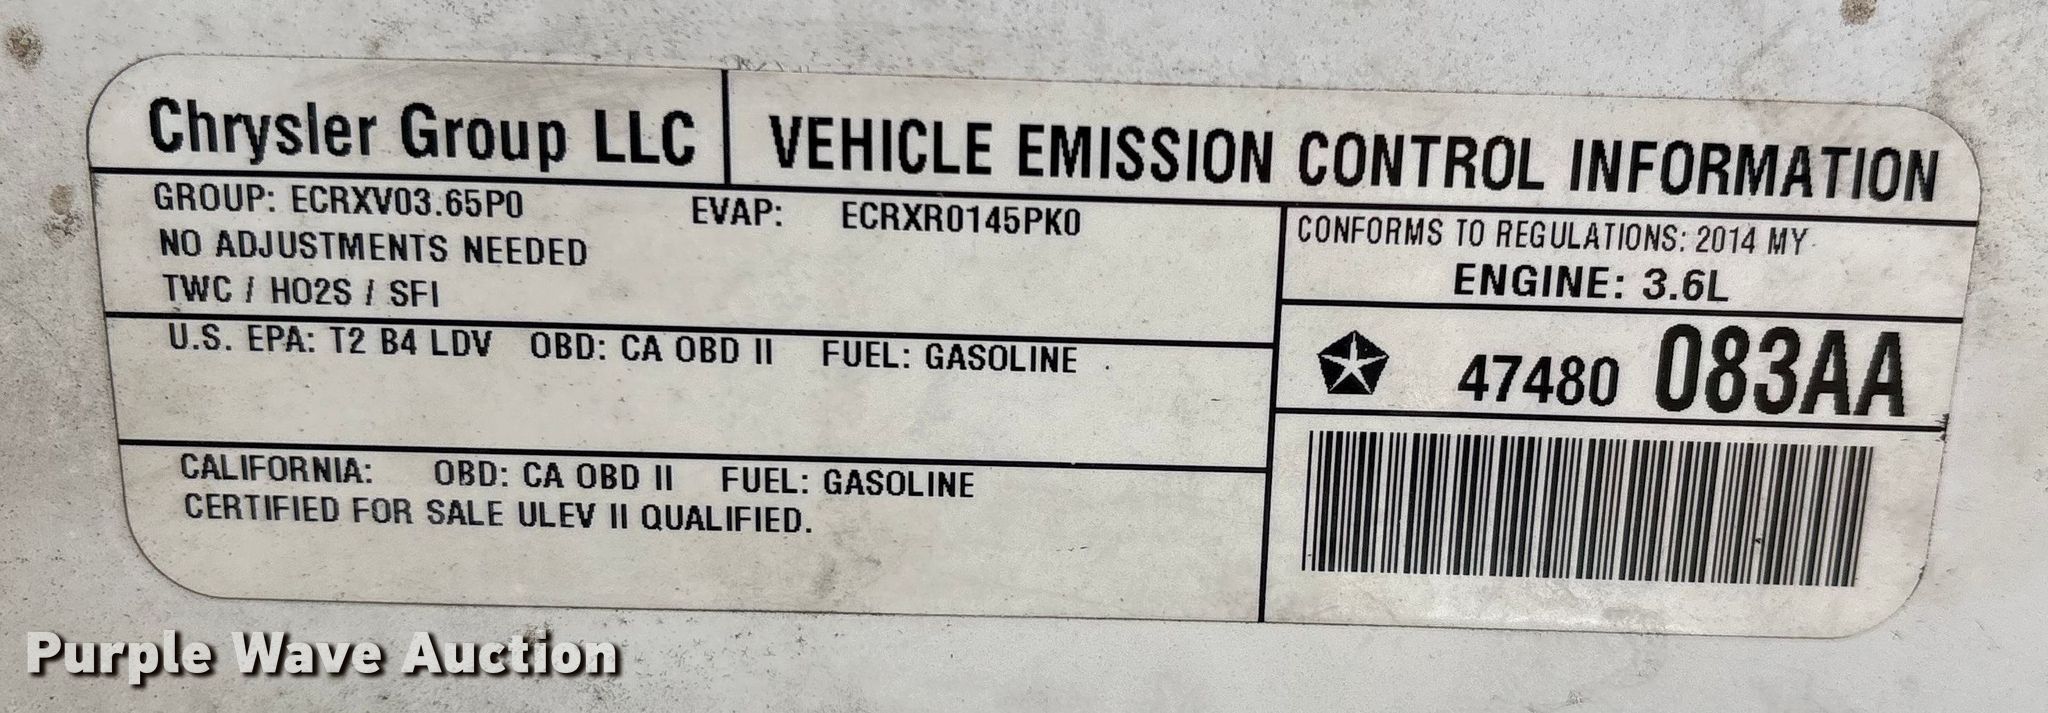 Chrysler Group LLC
VEHICLE EMISSION CONTROL INFORMATION
GROUP: ECRXV03.65P0 EVAP: ECRXR0145PK0
NO ADJUSTMENTS NEEDED
TWC / HO2S / SFI
CONFORMS TO REGULATIONS: 2014 MY
ENGINE: 3.6L
U.S. EPA: T2 B4 LDV OBD: CA OBD II FUEL: GASOLINE
47480 083AA
CALIFORNIA: OBD: CA OBD II FUEL: GASOLINE
CERTIFIED FOR SALE ULEV II QUALIFIED.
Purple Wave Auction